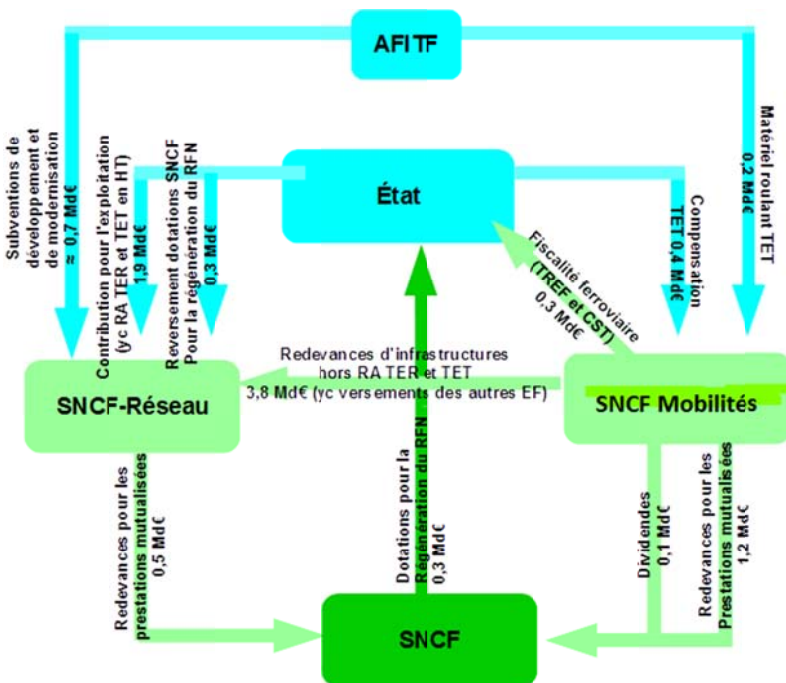 AFITF
Subventions de
développement et
de modernisation
≈ 0,7 Md€
Contribution pour l'exploitation
(yc RA TER et TET en HT)
1,9 Md€
Reversement dotations SNCF
Pour la régénération du RFN
0,3 Md€
État
Compensation
TET 0,4 Md€
Matériel roulant TET
0,2 Md€
Fiscalité ferroviaire
(TREF et CST)
0,3 Md€
Redevances d'infrastructures
hors RA TER et TET
3,8 Md€ (yc versements des autres EF)
SNCF-Réseau
SNCF Mobilités
Redevances pour les
prestations mutualisées
0,5 Md€
Dotations pour la
Régénération du RFN
0,3 Md€
Dividendes
0,1 Md€
Redevances pour les
Prestations mutualisées
1,2 Md€
SNCF